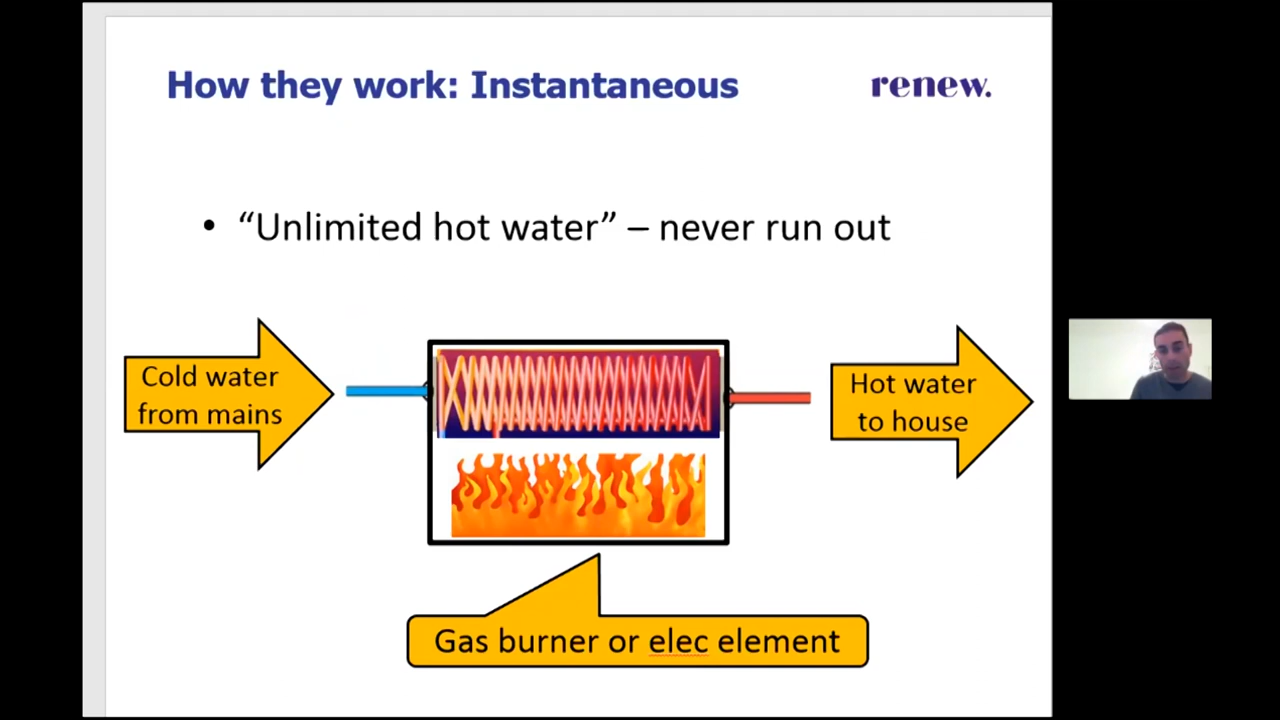 How they work: Instantaneous
renew.
• “Unlimited hot water” – never run out
Cold water
from mains
Hot water
to house
Gas burner or elec element